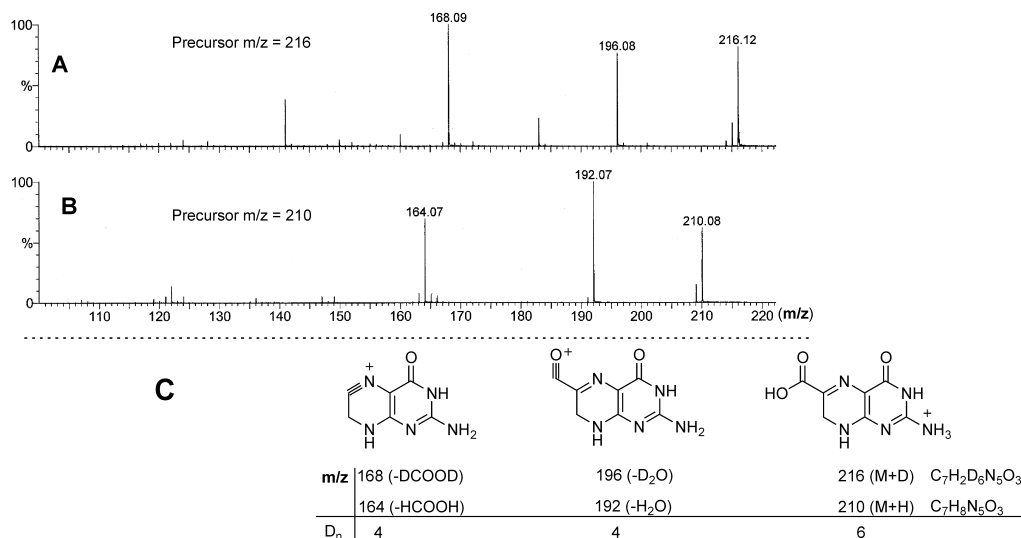 100
168.09
196.08
216.12
Precursor m/z = 216
A
%
0
100
192.07
B
Precursor m/z = 210
164.07
210.08
%
0
110 120 130 140 150 160 170 180 190 200 210 220 (m/z)
C
+
O
N
NH
N
H
N
NH₂
O⁺
O
N
NH
N
H
N
NH₂
O
O
HO
N
NH
N
H
N
+
NH₃
m/z 168 (-DCOOD) 196 (-D₂O) 216 (M+D) C₇H₂D₆N₅O₃
164 (-HCOOH) 192 (-H₂O) 210 (M+H) C₇H₈N₅O₃
Dₙ 4 4 6